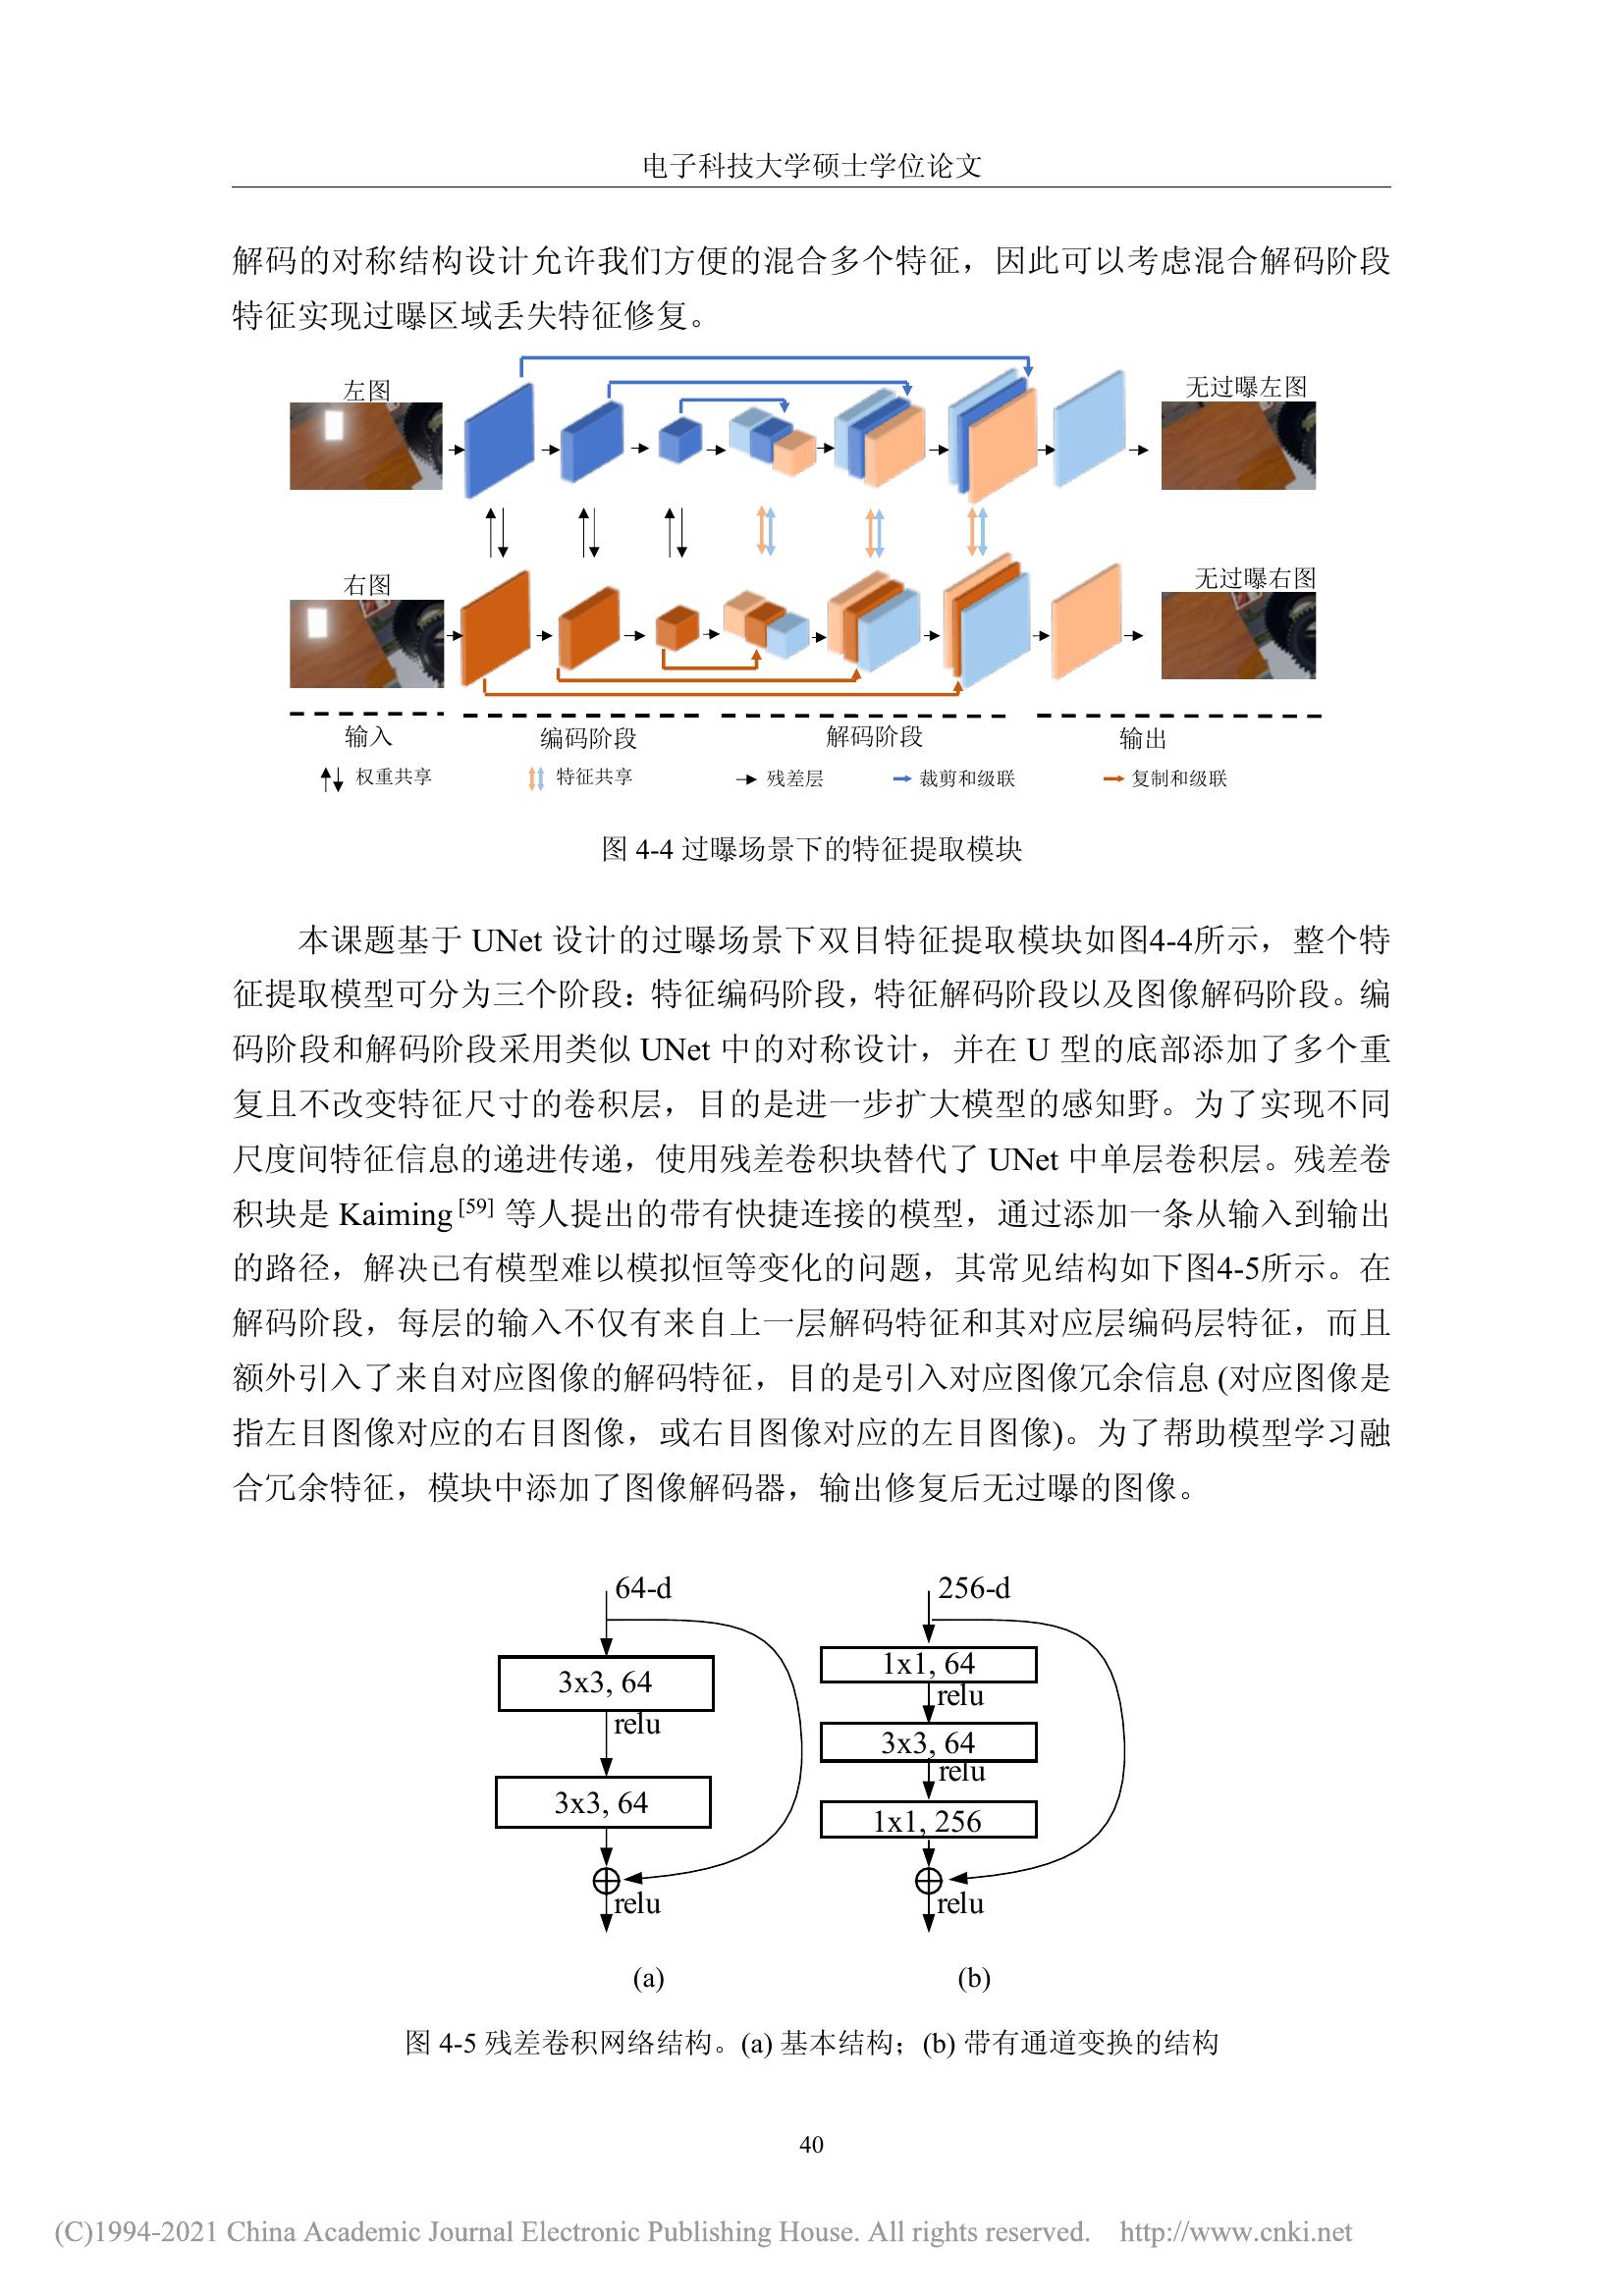 电子科技大学硕士学位论文
解码的对称结构设计允许我们方便的混合多个特征，因此可以考虑混合解码阶段
特征实现过曝区域丢失特征修复。
左图
无过曝左图
右图
无过曝右图
输入
编码阶段
解码阶段
输出
权重共享
特征共享
残差层
裁剪和级联
复制和级联
图 4-4 过曝场景下的特征提取模块
本课题基于 UNet 设计的过曝场景下双目特征提取模块如图4-4所示，整个特
征提取模型可分为三个阶段：特征编码阶段，特征解码阶段以及图像解码阶段。编
码阶段和解码阶段采用类似 UNet 中的对称设计，并在 U 型的底部添加了多个重
复且不改变特征尺寸的卷积层，目的是进一步扩大模型的感知野。为了实现不同
尺度间特征信息的递进传递，使用残差卷积块替代了 UNet 中单层卷积层。残差卷
积块是 Kaiming [59] 等人提出的带有快捷连接的模型，通过添加一条从输入到输出
的路径，解决已有模型难以模拟恒等变化的问题，其常见结构如下图4-5所示。在
解码阶段，每层的输入不仅有来自上一层解码特征和其对应层编码层特征，而且
额外引入了来自对应图像的解码特征，目的是引入对应图像冗余信息 (对应图像是
指左目图像对应的右目图像，或右目图像对应的左目图像)。为了帮助模型学习融
合冗余特征，模块中添加了图像解码器，输出修复后无过曝的图像。
64-d
3x3, 64
relu
3x3, 64
relu
(a)
256-d
1x1, 64
relu
3x3, 64
relu
1x1, 256
relu
(b)
图 4-5 残差卷积网络结构。(a) 基本结构；(b) 带有通道变换的结构
40
(C)1994-2021 China Academic Journal Electronic Publishing House. All rights reserved. http://www.cnki.net